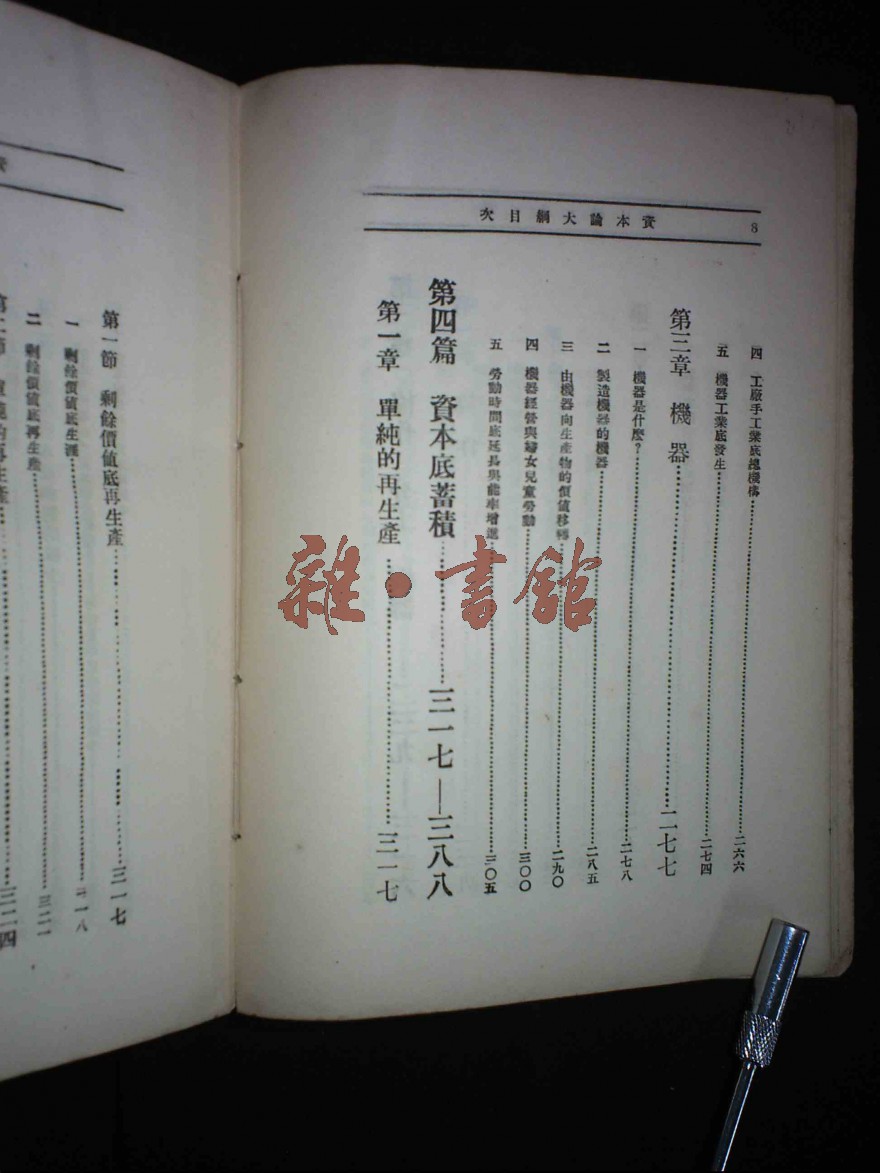 資本論大綱目次 8
四 工廠手工業底總機構 二六六
五 機器工業底發生 二七四
第三章 機器 二七七
一 機器是什麼？ 二七八
二 製造機器的機器 二八五
三 由機器向生產物的價値移轉 二九〇
四 機器經營與婦女兒童勞動 三〇〇
五 勞動時間底延長與能率增進 三〇五
第四篇 資本底蓄積 三一七—三八八
第一章 單純的再生產 三一七
第一節 剩餘價値底再生產 三一七
一 剩餘價値底生涯 三一八
二 剩餘價値底再生產 三二一
三二四
雜•書館